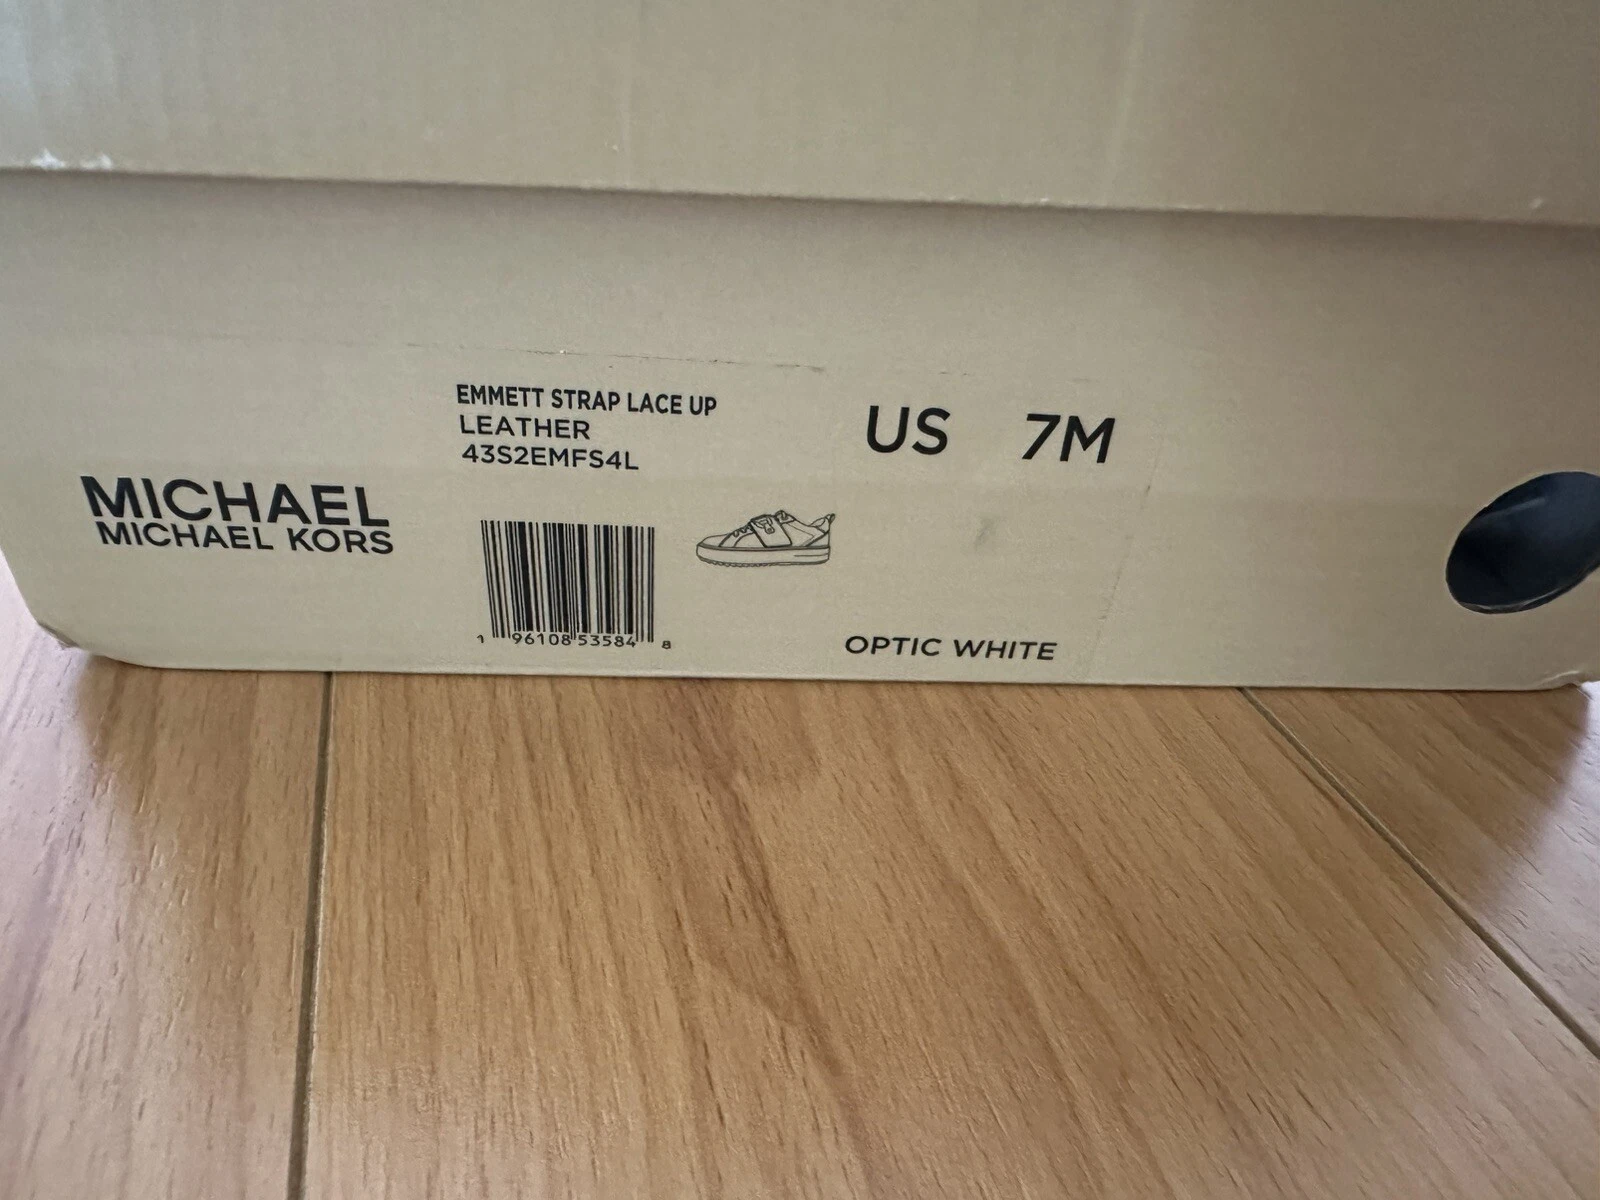 EMMETT STRAP LACE UP
LEATHER
43S2EMFS4L
US 7M
MICHAEL
MICHAEL KORS
1 96108 53584 8
OPTIC WHITE